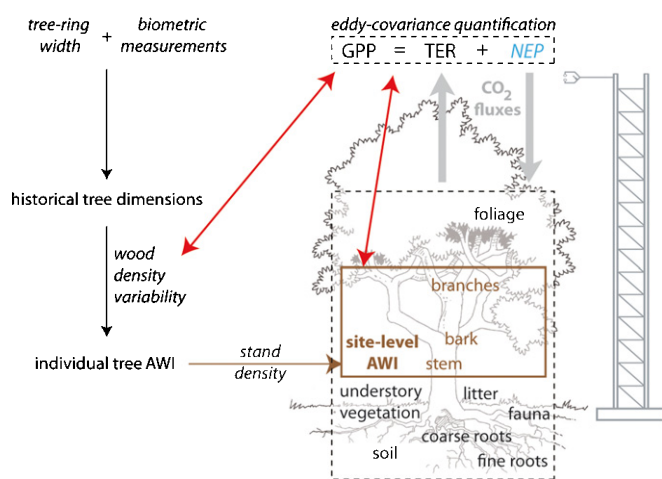 tree-ring
width
+
biometric
measurements
eddy-covariance quantification
GPP = TER + NEP
CO2
fluxes
historical tree dimensions
foliage
wood
density
variability
branches
site-level
AWI
bark
stem
individual tree AWI
stand
density
understory
vegetation
litter
fauna
coarse roots
soil
fine roots